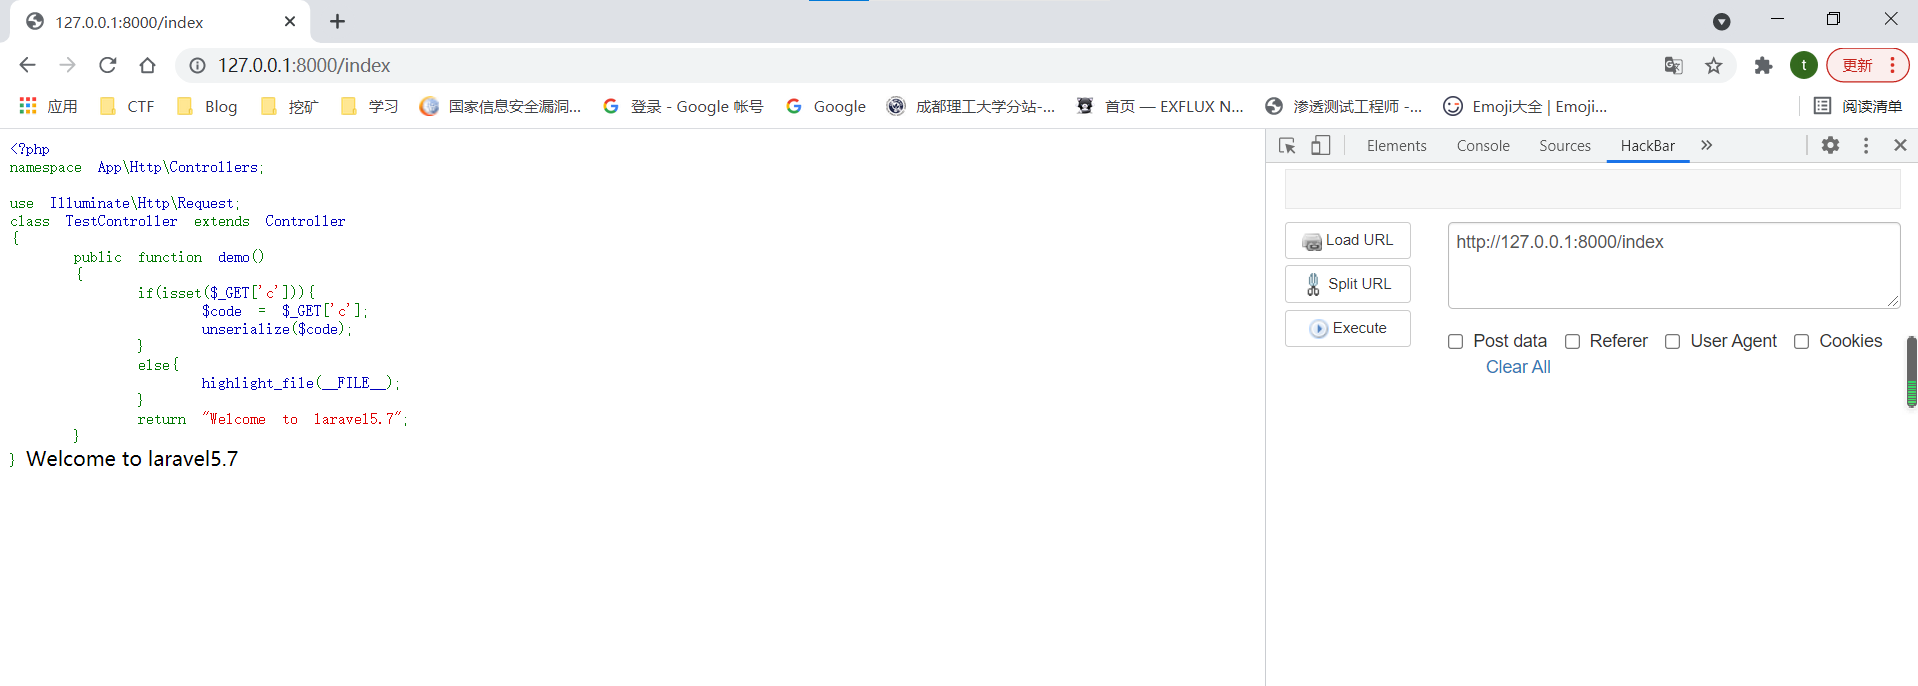 127.0.0.1:8000/index
127.0.0.1:8000/index
t
更新
应用 CTF Blog 挖矿 学习 国家信息安全漏洞... 登录 - Google 帐号 Google 成都理工大学分站-... 首页 — EXFLUX N... 渗透测试工程师 -... Emoji大全 | Emoji... 阅读清单
<?php
namespace App\Http\Controllers;
use Illuminate\Http\Request;
class TestController extends Controller
{
public function demo()
{
if(isset($_GET['c'])){
$code = $_GET['c'];
unserialize($code);
}
else{
highlight_file(__FILE__);
}
return "Welcome to laravel5.7";
}
} Welcome to laravel5.7
Elements Console Sources HackBar »
Load URL
http://127.0.0.1:8000/index
Split URL
Execute
Post data Referer User Agent Cookies
Clear All